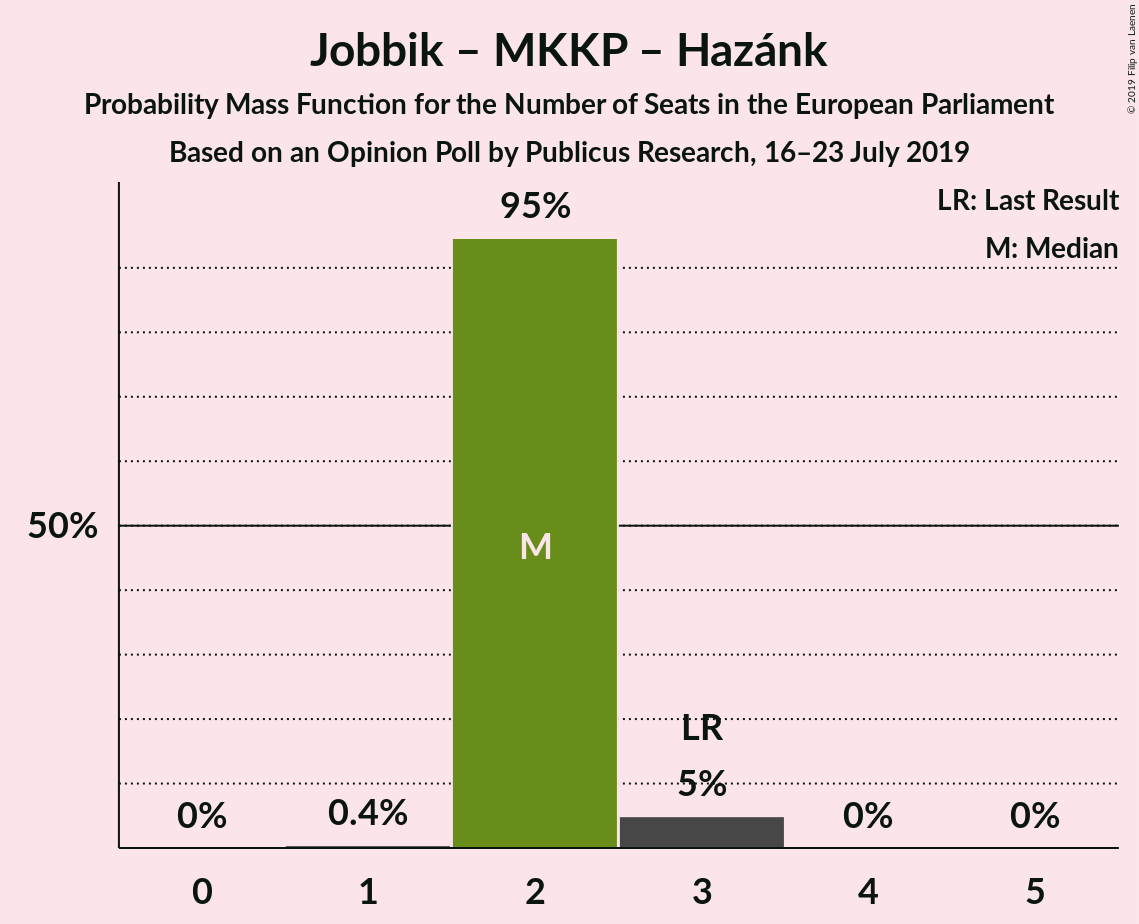 Jobbik – MKKP – Hazánk
Probability Mass Function for the Number of Seats in the European Parliament
Based on an Opinion Poll by Publicus Research, 16–23 July 2019
© 2019 Filip van Laenen
LR: Last Result
M: Median
95%
50%
M
LR
5%
0%
0.4%
0%
0%
0
1
2
3
4
5